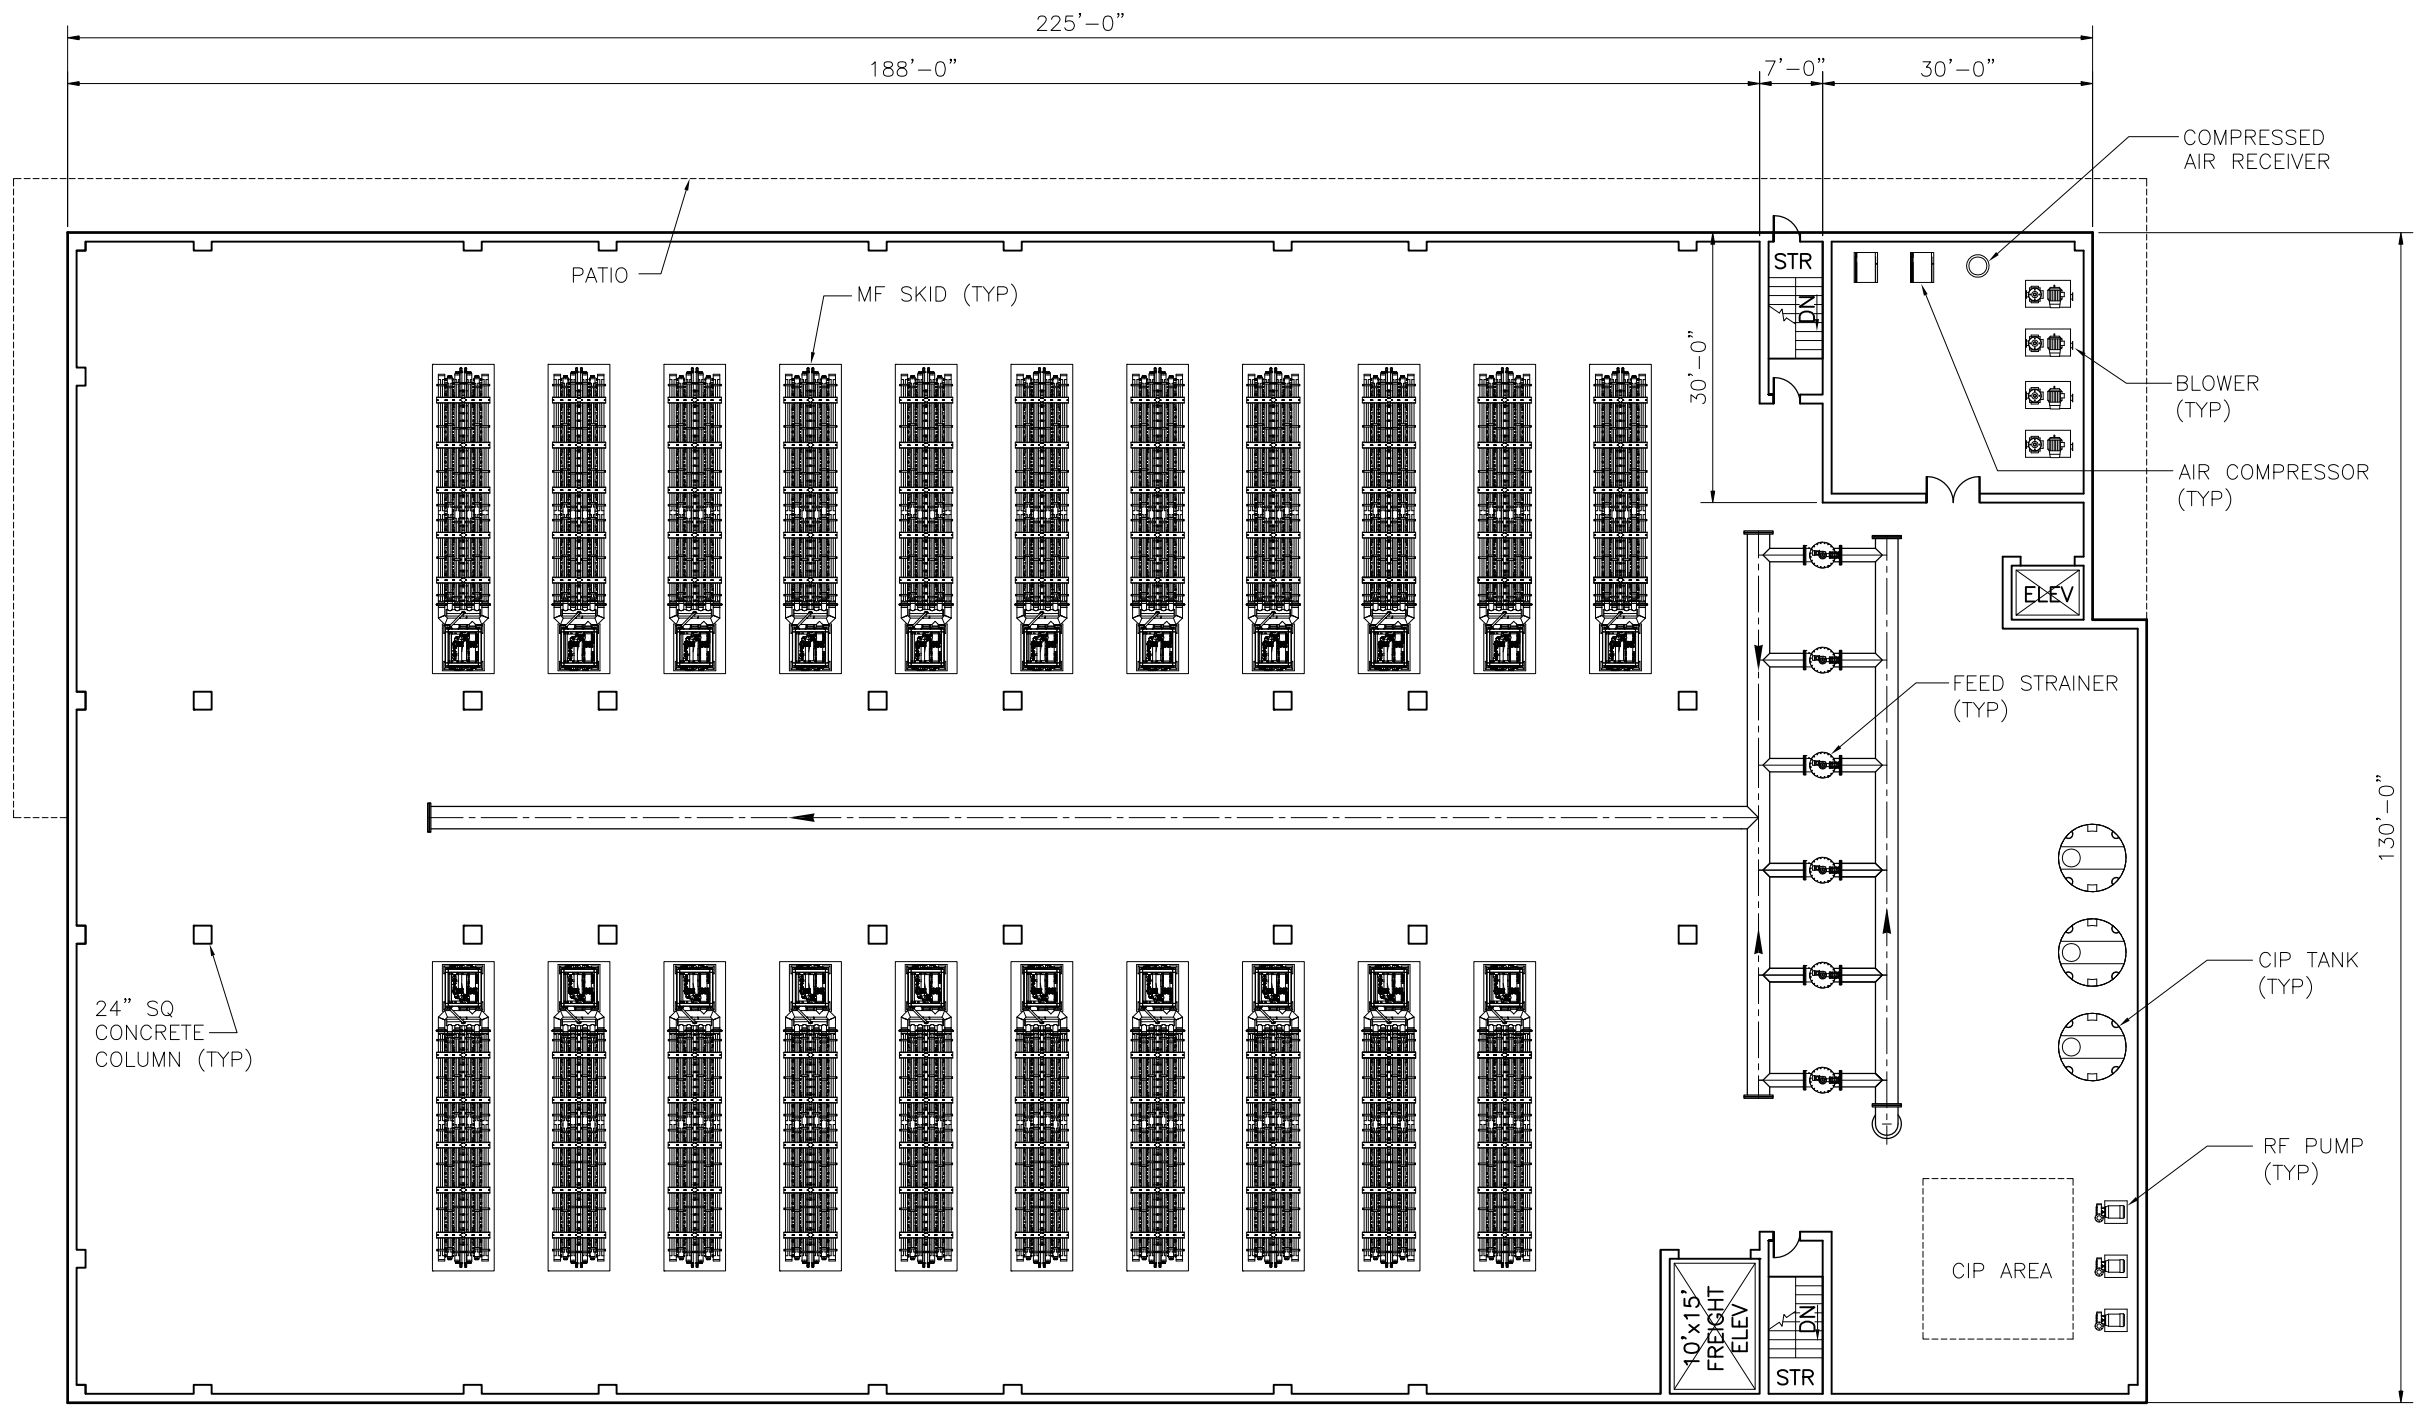 225'-0"
188'-0"
7'-0"
30'-0"
COMPRESSED
AIR RECEIVER
PATIO
MF SKID (TYP)
STR
DN
30'-0"
BLOWER
(TYP)
AIR COMPRESSOR
(TYP)
ELEV
FEED STRAINER
(TYP)
130'-0"
CIP TANK
(TYP)
24" SQ
CONCRETE
COLUMN (TYP)
RF PUMP
(TYP)
CIP AREA
10'x15'
FREIGHT
ELEV
DN
STR